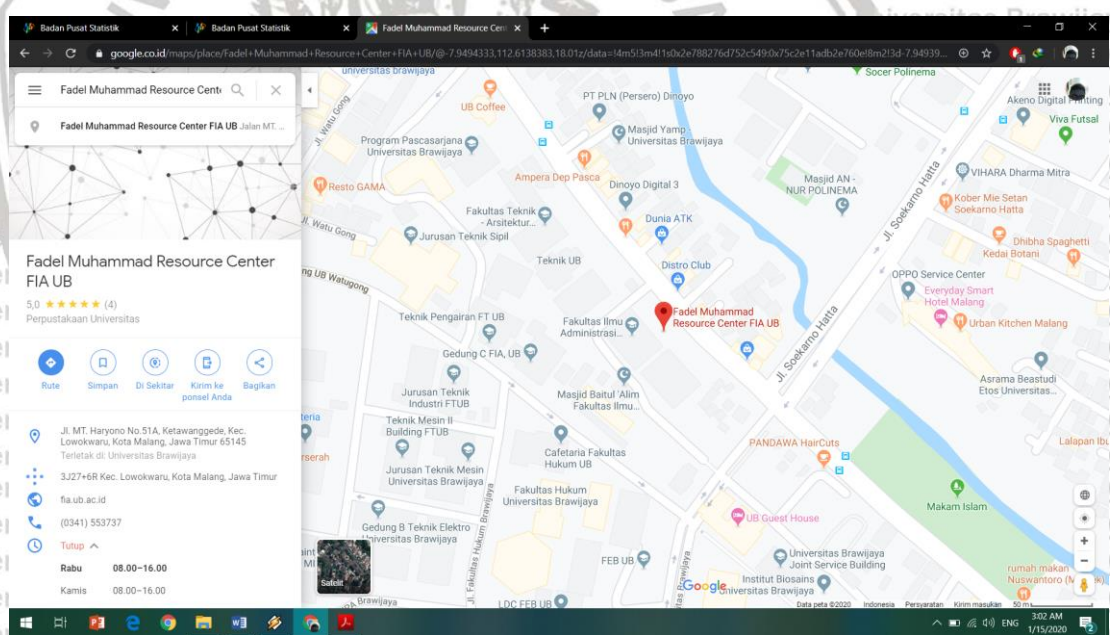 Badan Pusat Statistik
Badan Pusat Statistik
Fadel Muhammad Resource Cent
google.co.id/maps/place/Fadel+Muhammad+Resource+Center+FIA+UB/@-7.9494333,112.6138383,18.01z/data=!4m5!3m4!1s0x2e788276d752c549:0x75c2e11adb2e760e!8m2!3d-7.94939...
Fadel Muhammad Resource Cente
Fadel Muhammad Resource Center FIA UB Jalan MT. ...
Fadel Muhammad Resource Center
FIA UB
5,0 ★★★★★ (4)
Perpustakaan Universitas
Rute
Simpan
Di Sekitar
Kirim ke
ponsel Anda
Bagikan
Jl. MT. Haryono No.51A, Ketawanggede, Kec.
Lowokwaru, Kota Malang, Jawa Timur 65145
Terletak di: Universitas Brawijaya
3J27+6R Kec. Lowokwaru, Kota Malang, Jawa Timur
fia.ub.ac.id
(0341) 553737
Tutup
Rabu 08.00–16.00
Kamis 08.00–16.00
universitas brawijaya
UB Coffee
PT PLN (Persero) Dinoyo
Socer Polinema
Akeno Digital Printing
Viva Futsal
Jl. Watu Gong
Program Pascasarjana
Universitas Brawijaya
Masjid Yamp
Universitas Brawijaya
Ampera Dep Pasca
Dinoyo Digital 3
Masjid AN -
NUR POLINEMA
VIHARA Dharma Mitra
Resto GAMA
Kober Mie Setan
Soekarno Hatta
Jl. Soekarno Hatta
Jl. Watu Gong
Fakultas Teknik
- Arsitektur...
Jurusan Teknik Sipil
Dunia ATK
Dhibha Spaghetti
Kedai Botani
Teknik UB
Distro Club
OPPO Service Center
ng UB Watugong
Everyday Smart
Hotel Malang
Fadel Muhammad
Resource Center FIA UB
Teknik Pengairan FT UB
Fakultas Ilmu
Administrasi...
Urban Kitchen Malang
Jl. Soekarno Hatta
Gedung C FIA, UB
Asrama Beastudi
Etos Universitas...
Jurusan Teknik
Industri FTUB
Masjid Baitul 'Alim
Fakultas Ilmu...
teria
Teknik Mesin II
Building FTUB
PANDAWA HairCuts
Lalapan Ibu
rserah
Cafetaria Fakultas
Hukum UB
Jurusan Teknik Mesin
Universitas Brawijaya
Fakultas Hukum
Universitas Brawijaya
Makam Islam
UB Guest House
Gedung B Teknik Elektro
Universitas Brawijaya
Jl. Fakultas Hukum Brawijaya
FEB UB
Universitas Brawijaya
Joint Service Building
rumah makan
Nuswantoro (M
Institut Biosains
Universitas Brawijaya
LDC FEB UB
Satelit
Google
Data peta ©2020 Indonesia Persyaratan Kirim masukan 50 m
ENG
3:02 AM
1/15/2020